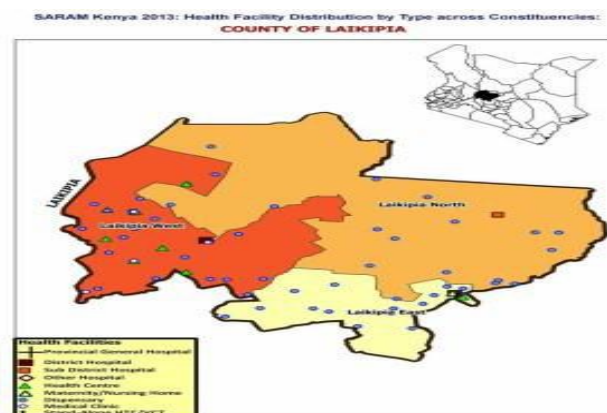 SARAM Kenya 2013: Health Facility Distribution by Type across Constituencies:
COUNTY OF LAIKIPIA
LAIKIPIA
Laikipia North
Laikipia West
Laikipia East
Health Facilities
Provincial General Hospital
District Hospital
Sub District Hospital
Other Hospital
Health Centre
Maternity/Nursing Home
Dispensary
Medical Clinic